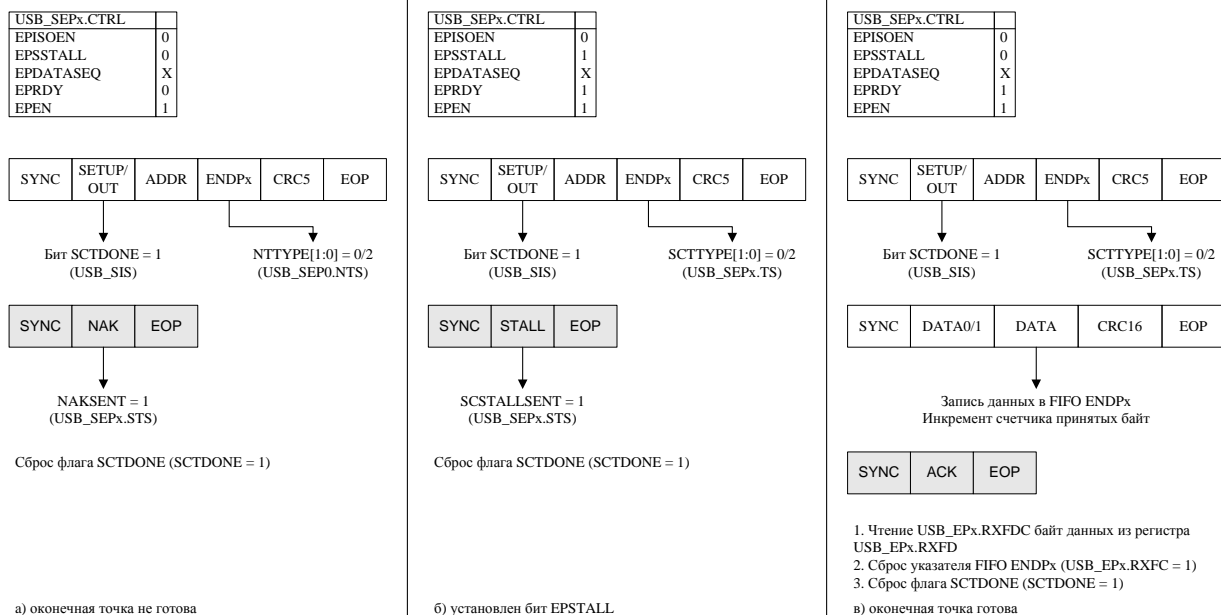 USB_SEPx.CTRL
EPISOEN 0
EPSSTALL 0
EPDATASEQ X
EPRDY 0
EPEN 1
SYNC SETUP/ OUT ADDR ENDPx CRC5 EOP
Бит SCTDONE = 1
(USB_SIS)
NTTYPE[1:0] = 0/2
(USB_SEP0.NTS)
SYNC NAK EOP
NAKSENT = 1
(USB_SEPx.STS)
Сброс флага SCTDONE (SCTDONE = 1)
а) оконечная точка не готова
USB_SEPx.CTRL
EPISOEN 0
EPSSTALL 1
EPDATASEQ X
EPRDY 1
EPEN 1
SYNC SETUP/ OUT ADDR ENDPx CRC5 EOP
Бит SCTDONE = 1
(USB_SIS)
SCTTYPE[1:0] = 0/2
(USB_SEPx.TS)
SYNC STALL EOP
SCSTALLSENT = 1
(USB_SEPx.STS)
Сброс флага SCTDONE (SCTDONE = 1)
б) установлен бит EPSTALL
USB_SEPx.CTRL
EPISOEN 0
EPSSTALL 0
EPDATASEQ X
EPRDY 1
EPEN 1
SYNC SETUP/ OUT ADDR ENDPx CRC5 EOP
Бит SCTDONE = 1
(USB_SIS)
SCTTYPE[1:0] = 0/2
(USB_SEPx.TS)
SYNC DATA0/1 DATA CRC16 EOP
Запись данных в FIFO ENDPx
Инкремент счетчика принятых байт
SYNC ACK EOP
1. Чтение USB_EPx.RXFDC байт данных из регистра
USB_EPx.RXFD
2. Сброс указателя FIFO ENDPx (USB_EPx.RXFC = 1)
3. Сброс флага SCTDONE (SCTDONE = 1)
в) оконечная точка готова